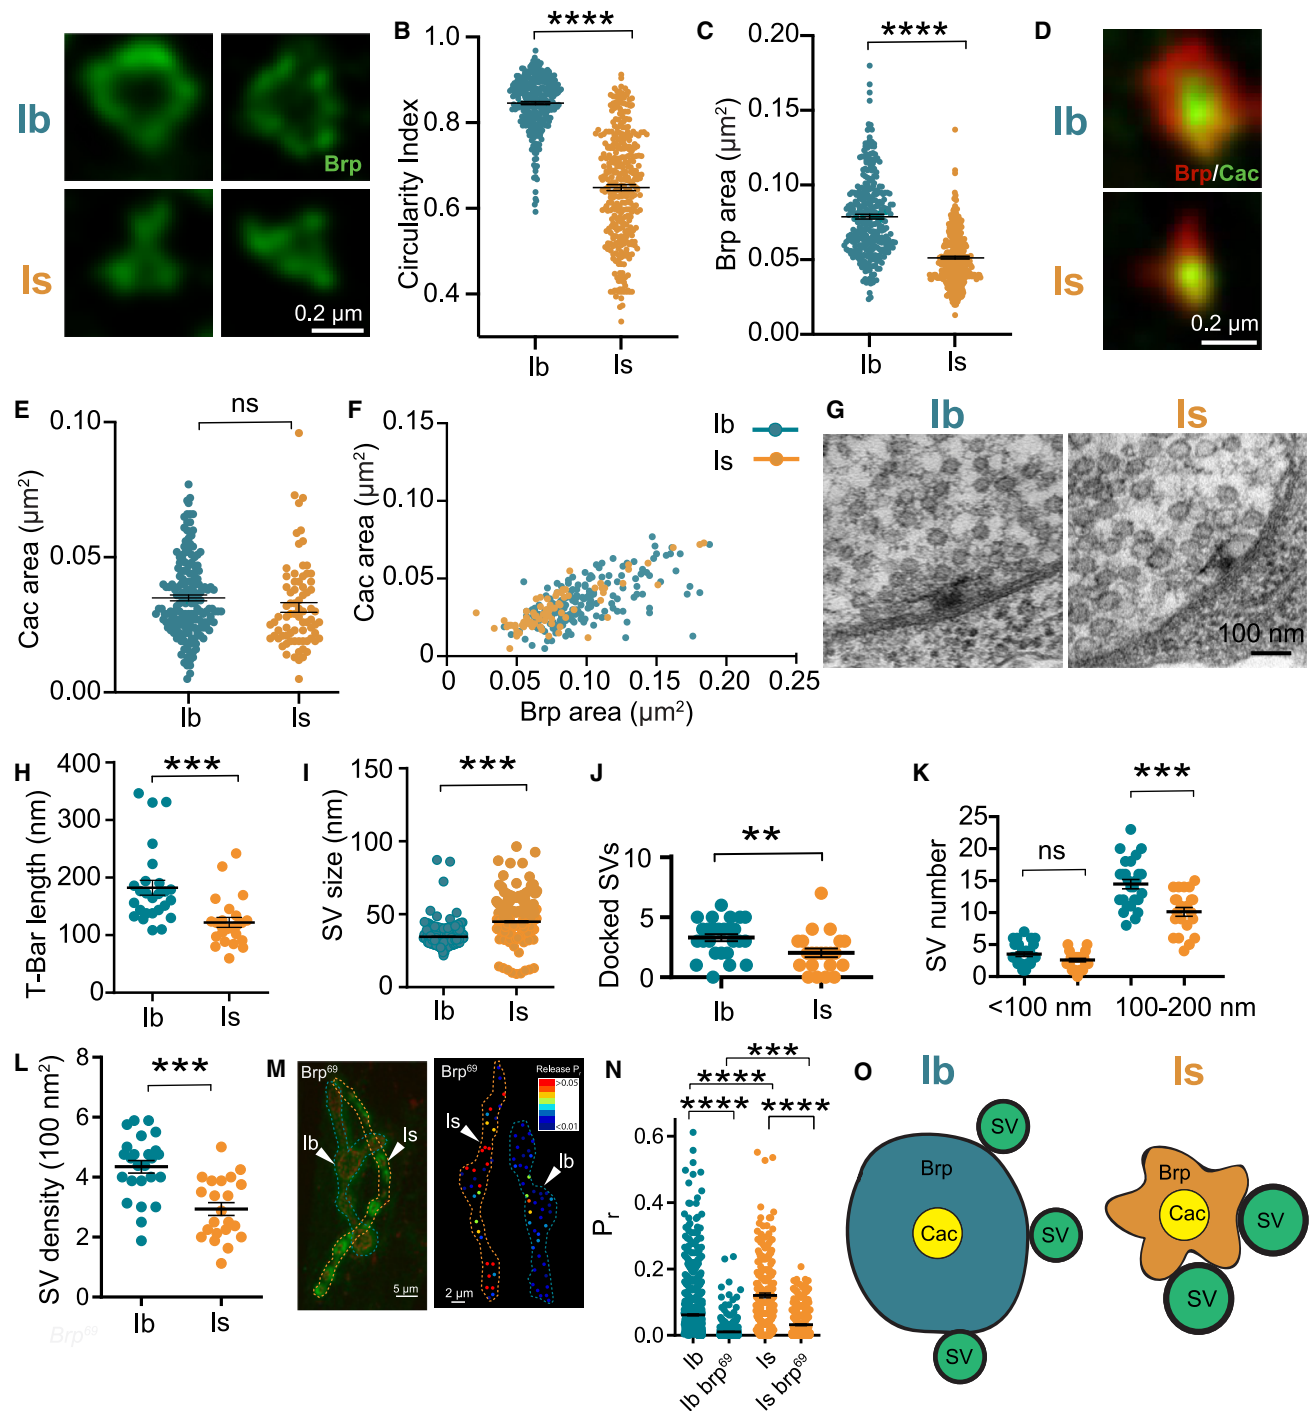 Ib
Is
Brp
0.2 µm
B
****
Circularity Index
1.0
0.8
0.6
0.4
Ib
Is
C
****
Brp area (µm²)
0.20
0.15
0.10
0.05
0.00
Ib
Is
D
Ib
Is
Brp/Cac
0.2 µm
E
ns
Cac area (µm²)
0.10
0.05
0.00
Ib
Is
F
Cac area (µm²)
0.15
0.10
0.05
0
0
0.05
0.10
0.15
0.20
0.25
Brp area (µm²)
Ib
Is
G
Ib
Is
100 nm
H
***
T-Bar length (nm)
400
300
200
100
0
Ib
Is
I
***
SV size (nm)
150
100
50
0
Ib
Is
J
**
Docked SVs
10
5
0
Ib
Is
K
***
ns
SV number
25
20
15
10
5
0
<100 nm
100-200 nm
L
***
SV density (100 nm²)
8
6
4
2
0
Ib
Is
Brp⁶⁹
M
Brp⁶⁹
Ib
Is
5 µm
Brp⁶⁹
Release Pr
>0.05
<0.01
Is
Ib
2 µm
N
***
****
****
****
Pr
0.6
0.4
0.2
0.0
Ib
Ib brp⁶⁹
Is
Is brp⁶⁹
O
Ib
Is
Brp
Cac
SV
SV
SV
Brp
Cac
SV
SV